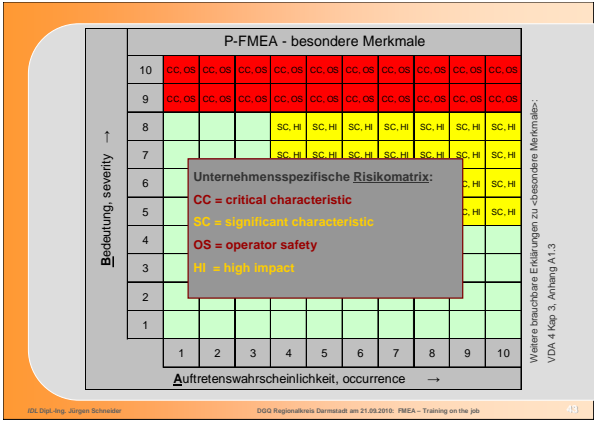 P-FMEA - besondere Merkmale
10 CC, OS CC, OS CC, OS CC, OS CC, OS CC, OS CC, OS CC, OS CC, OS CC, OS
9 CC, OS CC, OS CC, OS CC, OS CC, OS CC, OS CC, OS CC, OS CC, OS CC, OS
8 SC, HI SC, HI SC, HI SC, HI SC, HI SC, HI SC, HI
7 SC, HI SC, HI SC, HI SC, HI SC, HI SC, HI SC, HI
6 SC, HI
5 SC, HI
4
3
2
1
1 2 3 4 5 6 7 8 9 10
Bedeutung, severity →
Auftretenswahrscheinlichkeit, occurrence →
Unternehmensspezifische Risikomatrix:
CC = critical characteristic
SC = significant characteristic
OS = operator safety
HI = high impact
Weitere brauchbare Erklärungen zu <besondere Merkmale>:
VDA 4 Kap 3, Anhang A1.3
IDL Dipl.-Ing. Jürgen Schneider
DGQ Regionalkreis Darmstadt am 21.09.2010: FMEA – Training on the job
43